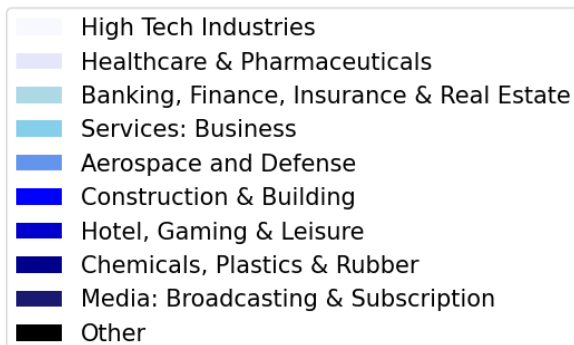 High Tech Industries
Healthcare & Pharmaceuticals
Banking, Finance, Insurance & Real Estate
Services: Business
Aerospace and Defense
Construction & Building
Hotel, Gaming & Leisure
Chemicals, Plastics & Rubber
Media: Broadcasting & Subscription
Other